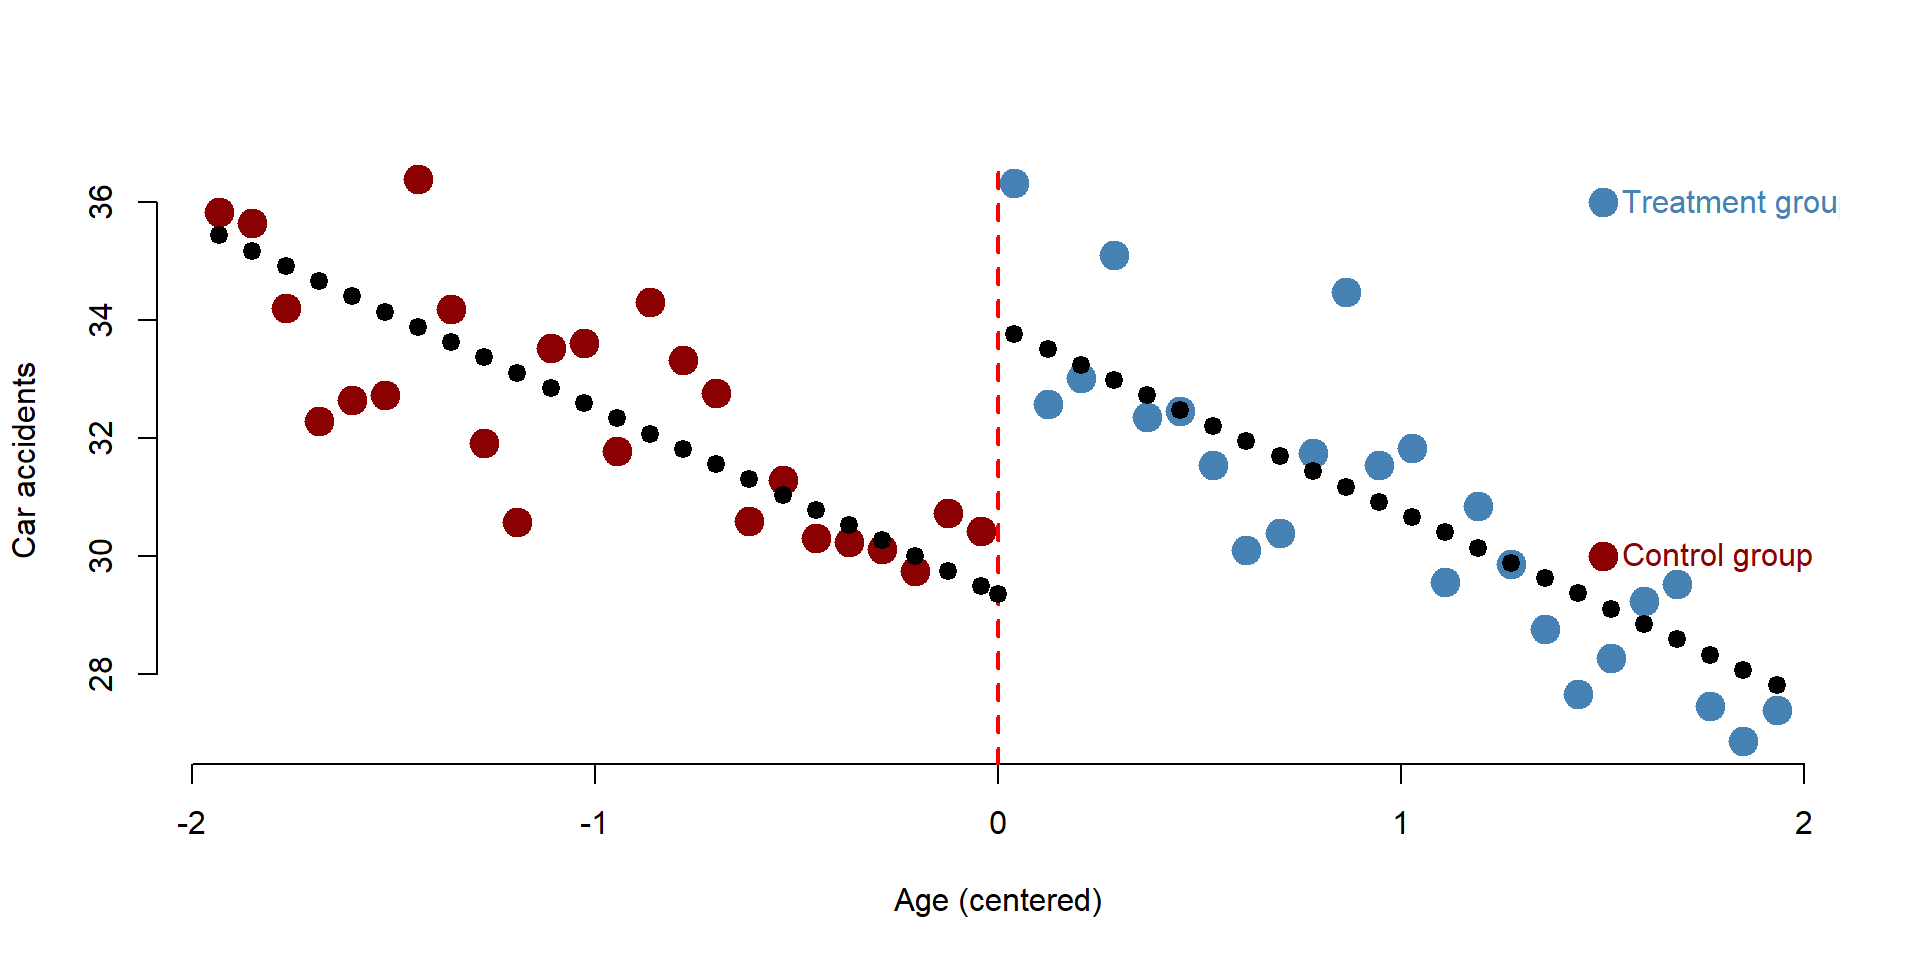 36
Treatment grou
34
32
Car accidents
30
Control group
28
-2 -1 0 1 2
Age (centered)